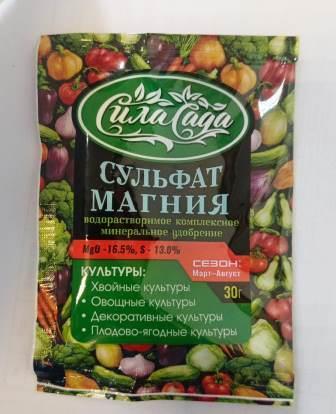 Сила Сада
СУЛЬФАТ
МАГНИЯ
водорастворимое комплексное
минеральное удобрение
MgO -16.5%, S - 13.0%
СЕЗОН:
Март-Август
КУЛЬТУРЫ:
• Хвойные культуры
• Овощные культуры
• Декоративные культуры
• Плодово-ягодные культуры
30г